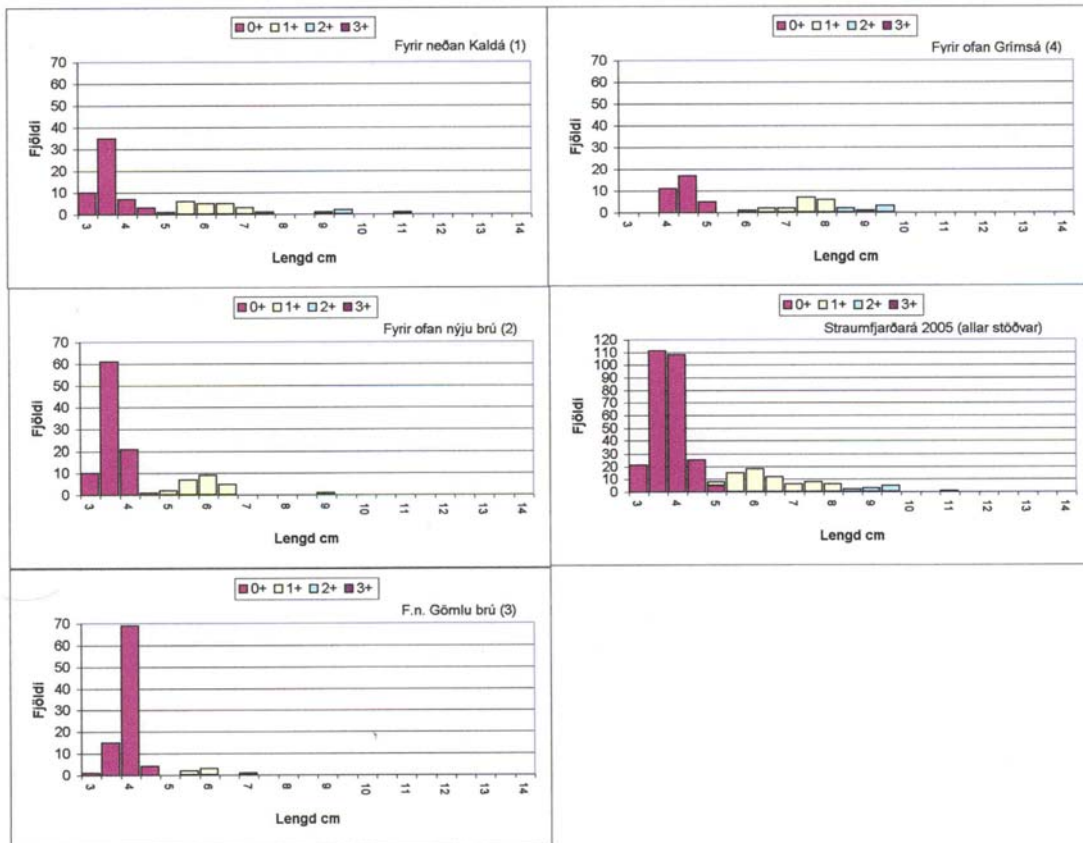 0+ 1+ 2+ 3+
Fyrir neðan Kaldá (1)
70
60
50
40
30
20
10
0
Fjöldi
3 4 5 6 7 8 9 10 11 12 13 14
Lengd cm
0+ 1+ 2+ 3+
Fyrir ofan Grímsá (4)
70
60
50
40
30
20
10
0
Fjöldi
3 4 5 6 7 8 9 10 11 12 13 14
Lengd cm
0+ 1+ 2+ 3+
Fyrir ofan nýju brú (2)
70
60
50
40
30
20
10
0
Fjöldi
3 4 5 6 7 8 9 10 11 12 13 14
Lengd cm
0+ 1+ 2+ 3+
Straumfjarðará 2005 (allar stöðvar)
120
110
100
90
80
70
60
50
40
30
20
10
0
Fjöldi
3 4 5 6 7 8 9 10 11 12 13 14
Lengd cm
0+ 1+ 2+ 3+
F.n. Gömlu brú (3)
70
60
50
40
30
20
10
0
Fjöldi
3 4 5 6 7 8 9 10 11 12 13 14
Lengd cm